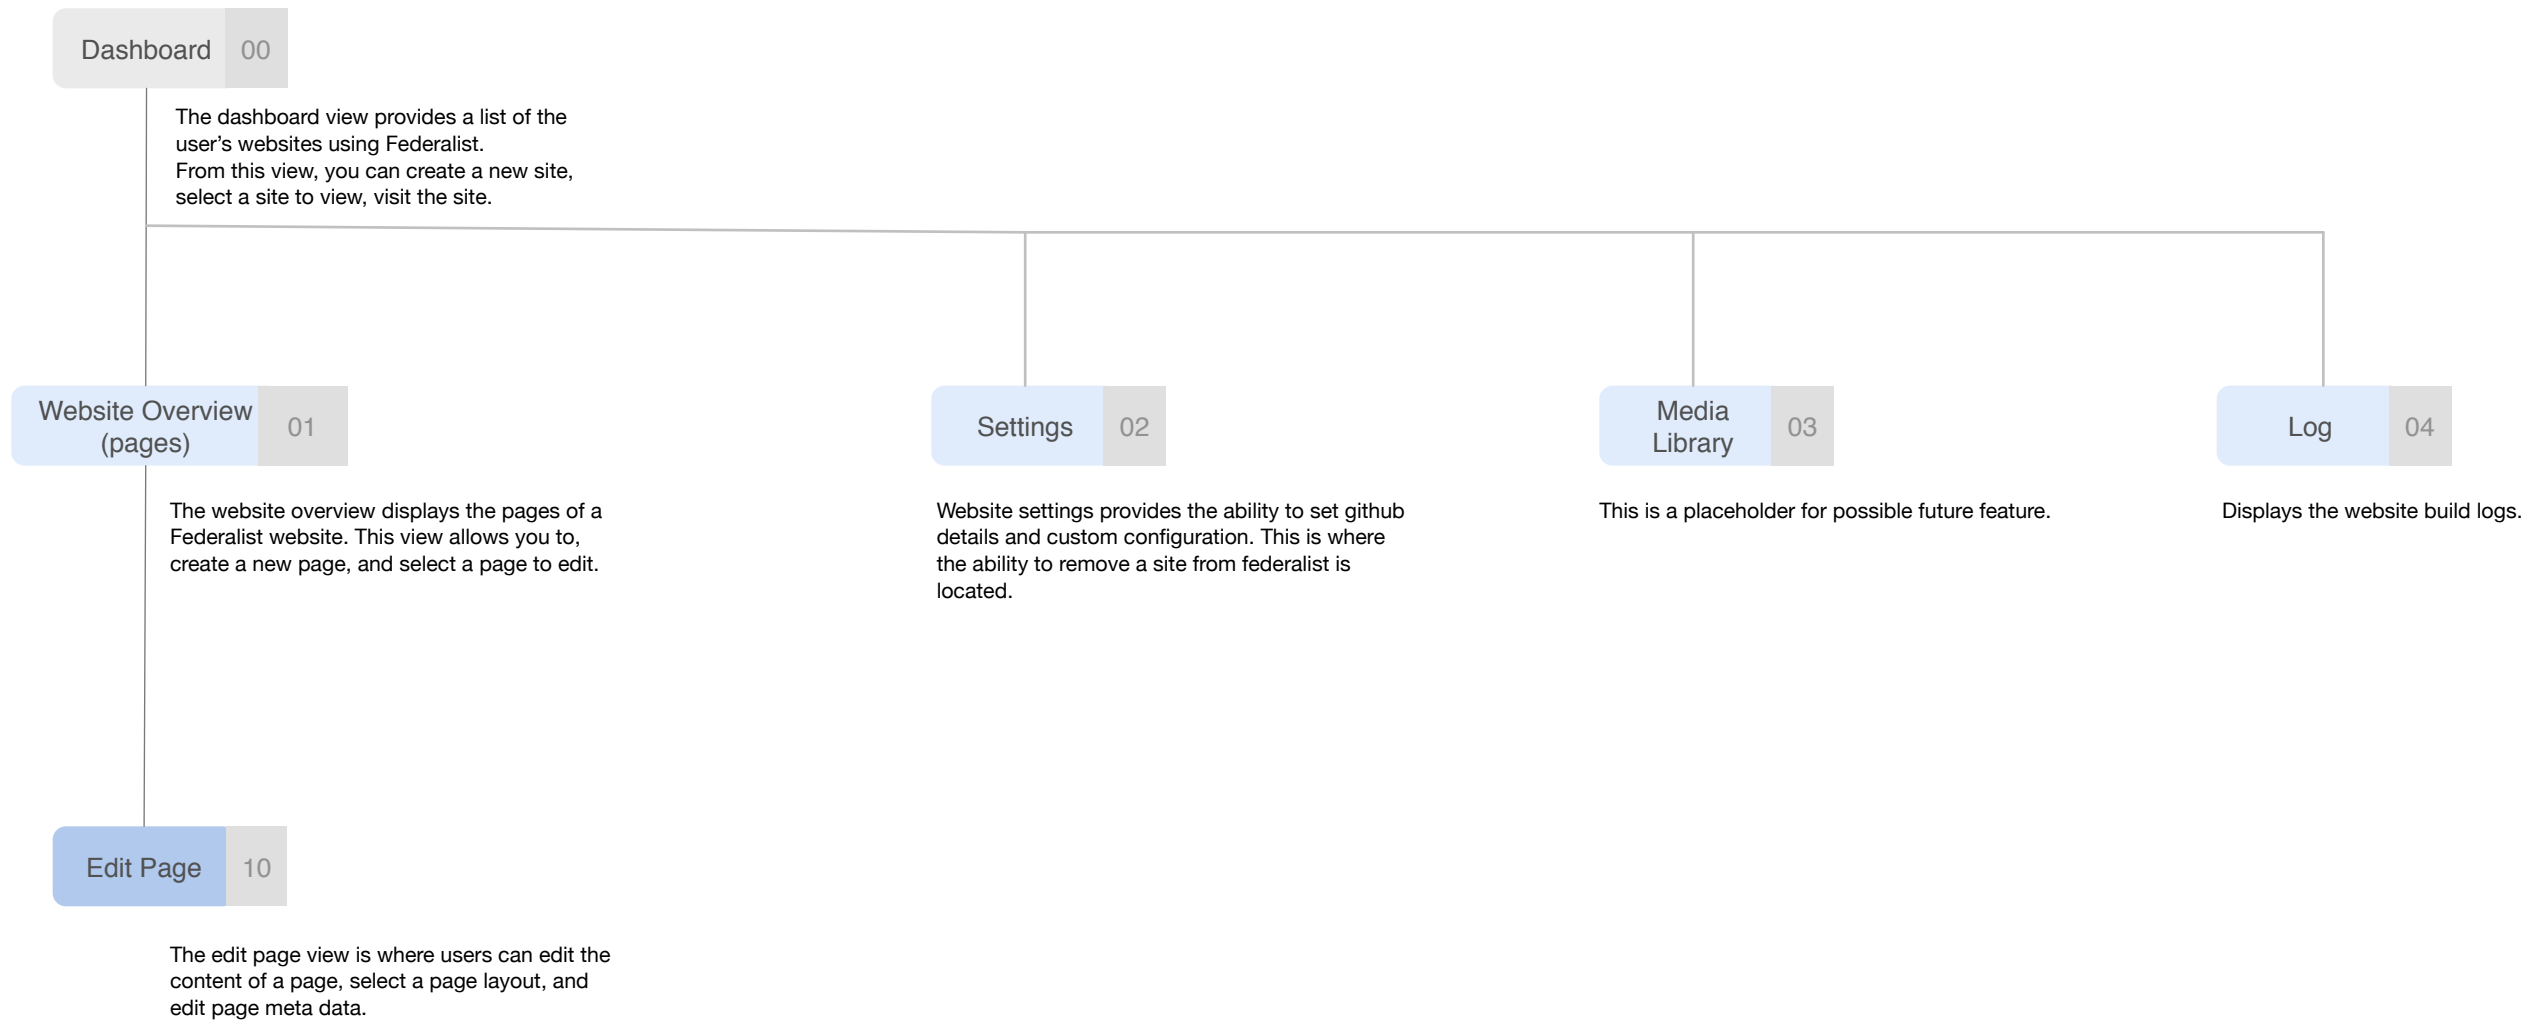 Dashboard 00
The dashboard view provides a list of the
user’s websites using Federalist.
From this view, you can create a new site,
select a site to view, visit the site.
Website Overview
(pages)
01
The website overview displays the pages of a
Federalist website. This view allows you to,
create a new page, and select a page to edit.
Settings 02
Website settings provides the ability to set github
details and custom configuration. This is where
the ability to remove a site from federalist is
located.
Media
Library
03
This is a placeholder for possible future feature.
Log 04
Displays the website build logs.
Edit Page 10
The edit page view is where users can edit the
content of a page, select a page layout, and
edit page meta data.